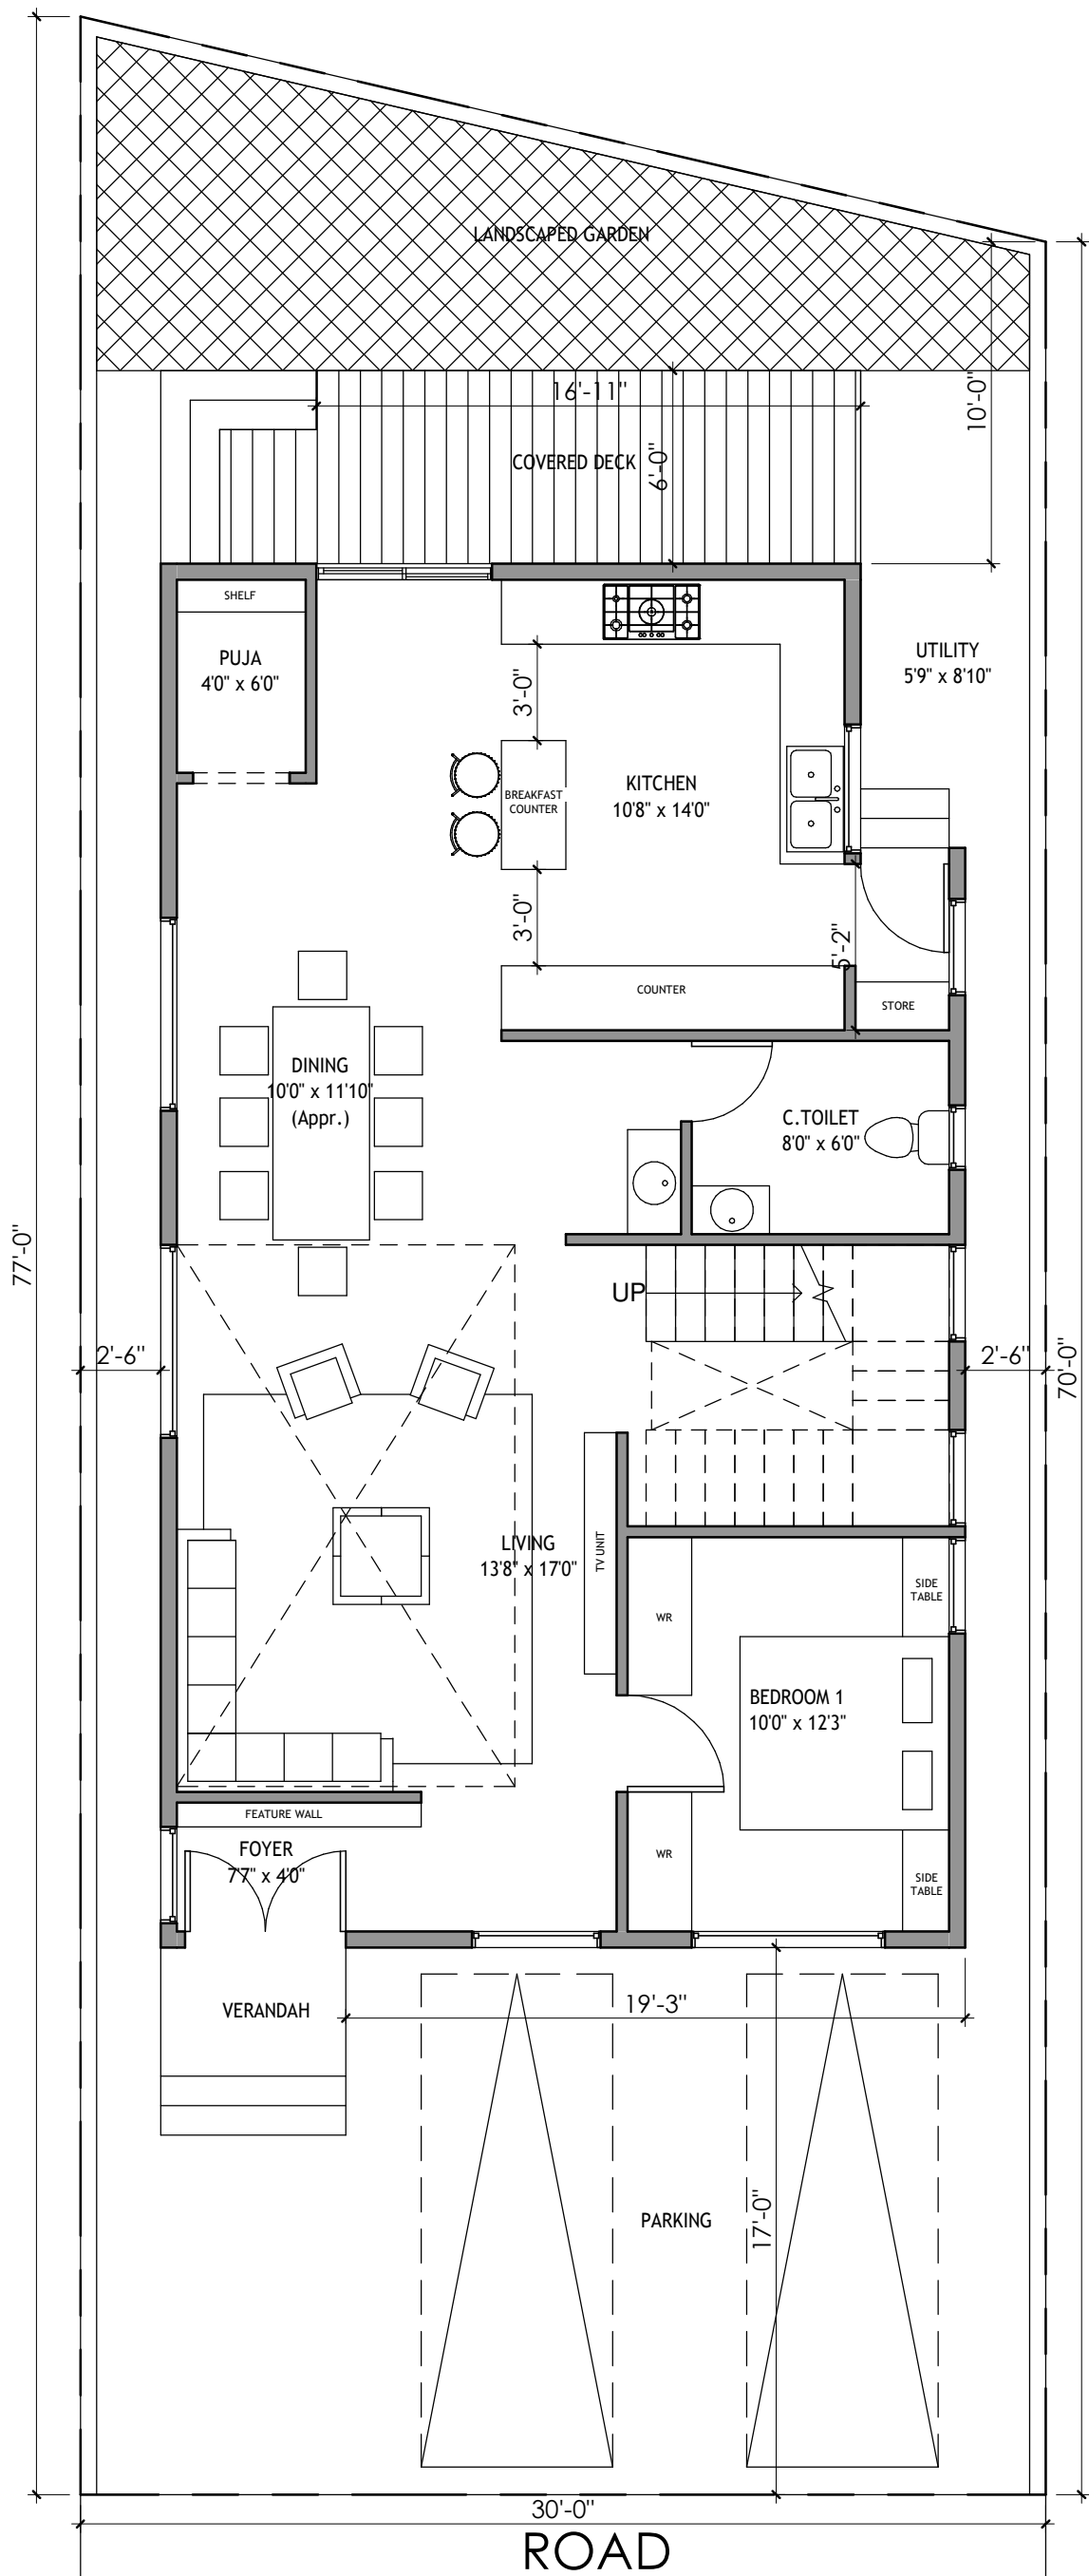 LANDSCAPED GARDEN
16'-11"
10'-0"
COVERED DECK
6'-0"
SHELF
PUJA
4'0" x 6'0"
UTILITY
5'9" x 8'10"
3'-0"
KITCHEN
10'8" x 14'0"
BREAKFAST
COUNTER
3'-0"
5'-2"
COUNTER
STORE
DINING
10'0" x 11'10"
(Appr.)
C.TOILET
8'0" x 6'0"
77'-0"
UP
2'-6"
2'-6"
70'-0"
LIVING
13'8" x 17'0"
TV UNIT
SIDE
TABLE
WR
BEDROOM 1
10'0" x 12'3"
FEATURE WALL
FOYER
7'7" x 4'0"
WR
SIDE
TABLE
VERANDAH
19'-3"
PARKING
17'-0"
30'-0"
ROAD